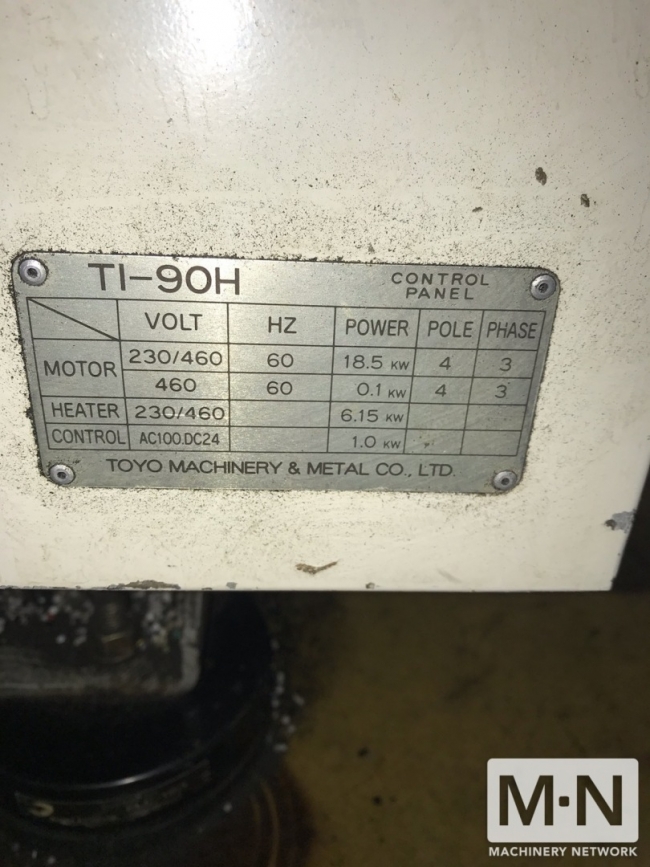 TI-90H
CONTROL
PANEL
VOLT HZ POWER POLE PHASE
MOTOR 230/460 60 18.5 KW 4 3
460 60 0.1 KW 4 3
HEATER 230/460 6.15 KW
CONTROL AC100.DC24 1.0 KW
TOYO MACHINERY & METAL CO., LTD.
M·N
MACHINERY NETWORK